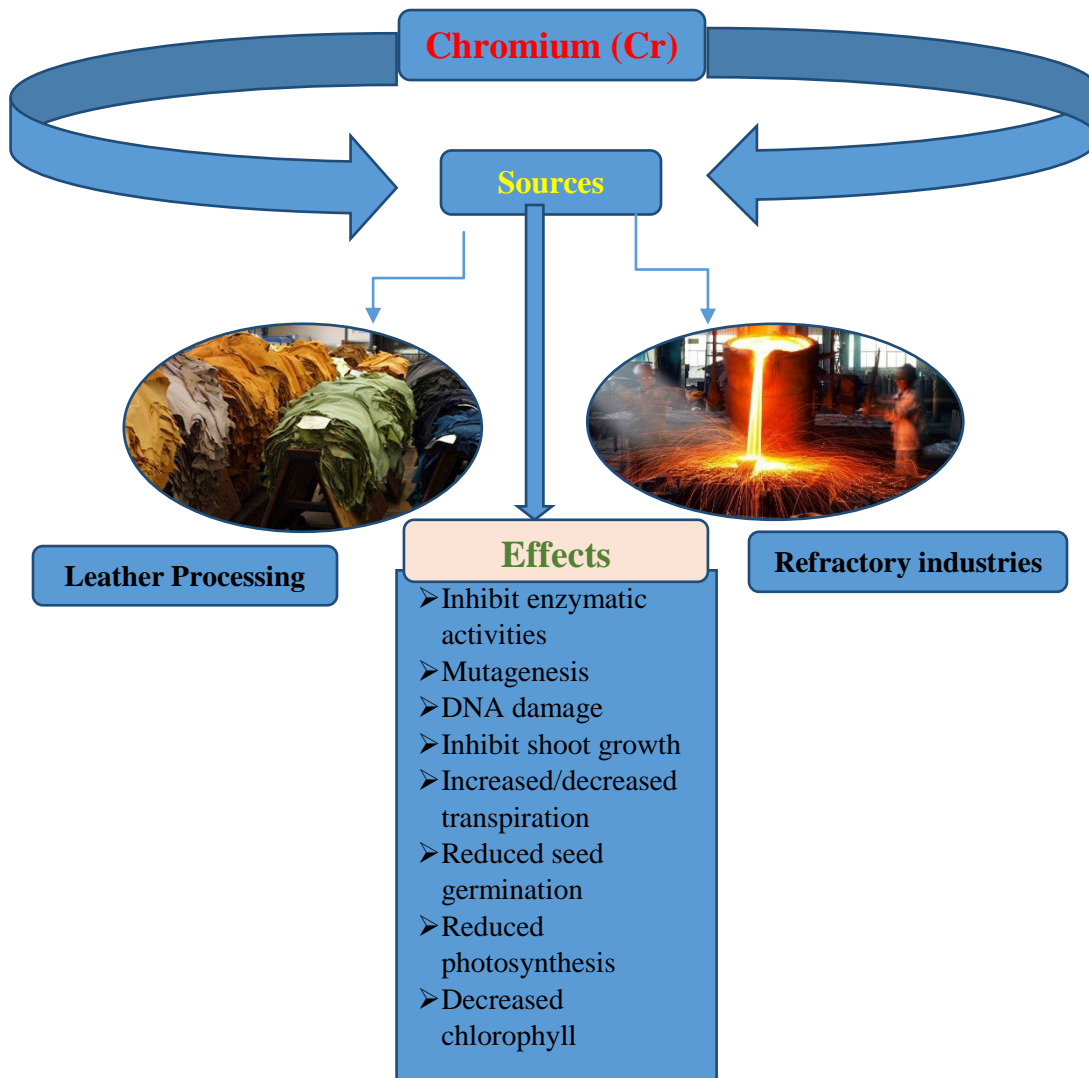 Chromium (Cr)
Sources
Leather Processing
Refractory industries
Effects
➢Inhibit enzymatic
activities
➢Mutagenesis
➢DNA damage
➢Inhibit shoot growth
➢Increased/decreased
transpiration
➢Reduced seed
germination
➢Reduced
photosynthesis
➢Decreased
chlorophyll